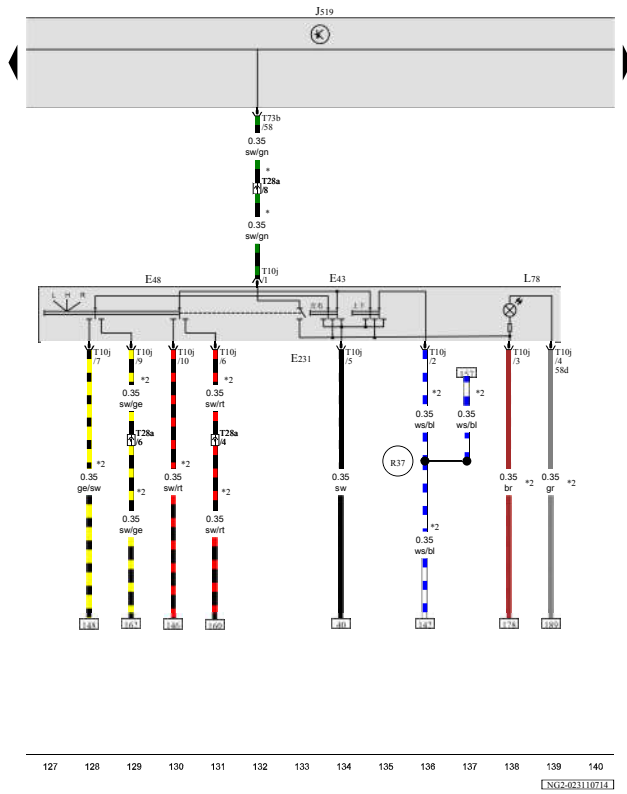 J519
K
T73b
/58
0.35
sw/gn
*
T28a
/8
*
0.35
sw/gn
T10j
/1
E48
E43
L78
L H R
T10j
/7
T10j
/9
T10j
/10
T10j
/6
E231
T10j
/5
T10j
/2
T10j
/3
T10j
/4
58d
*2
*2
*2
*2
0.35
sw/ge
0.35
sw/rt
0.35
ws/bl
0.35
ws/bl
T28a
/6
T28a
/4
R37
*2
*2
0.35
ge/sw
0.35
sw/rt
0.35
sw
0.35
br
*2
0.35
gr
*2
*2
*2
0.35
sw/ge
0.35
sw/rt
*2
0.35
ws/bl
148
162
146
160
40
142
178
189
127 128 129 130 131 132 133 134 135 136 137 138 139 140
NG2-023110714